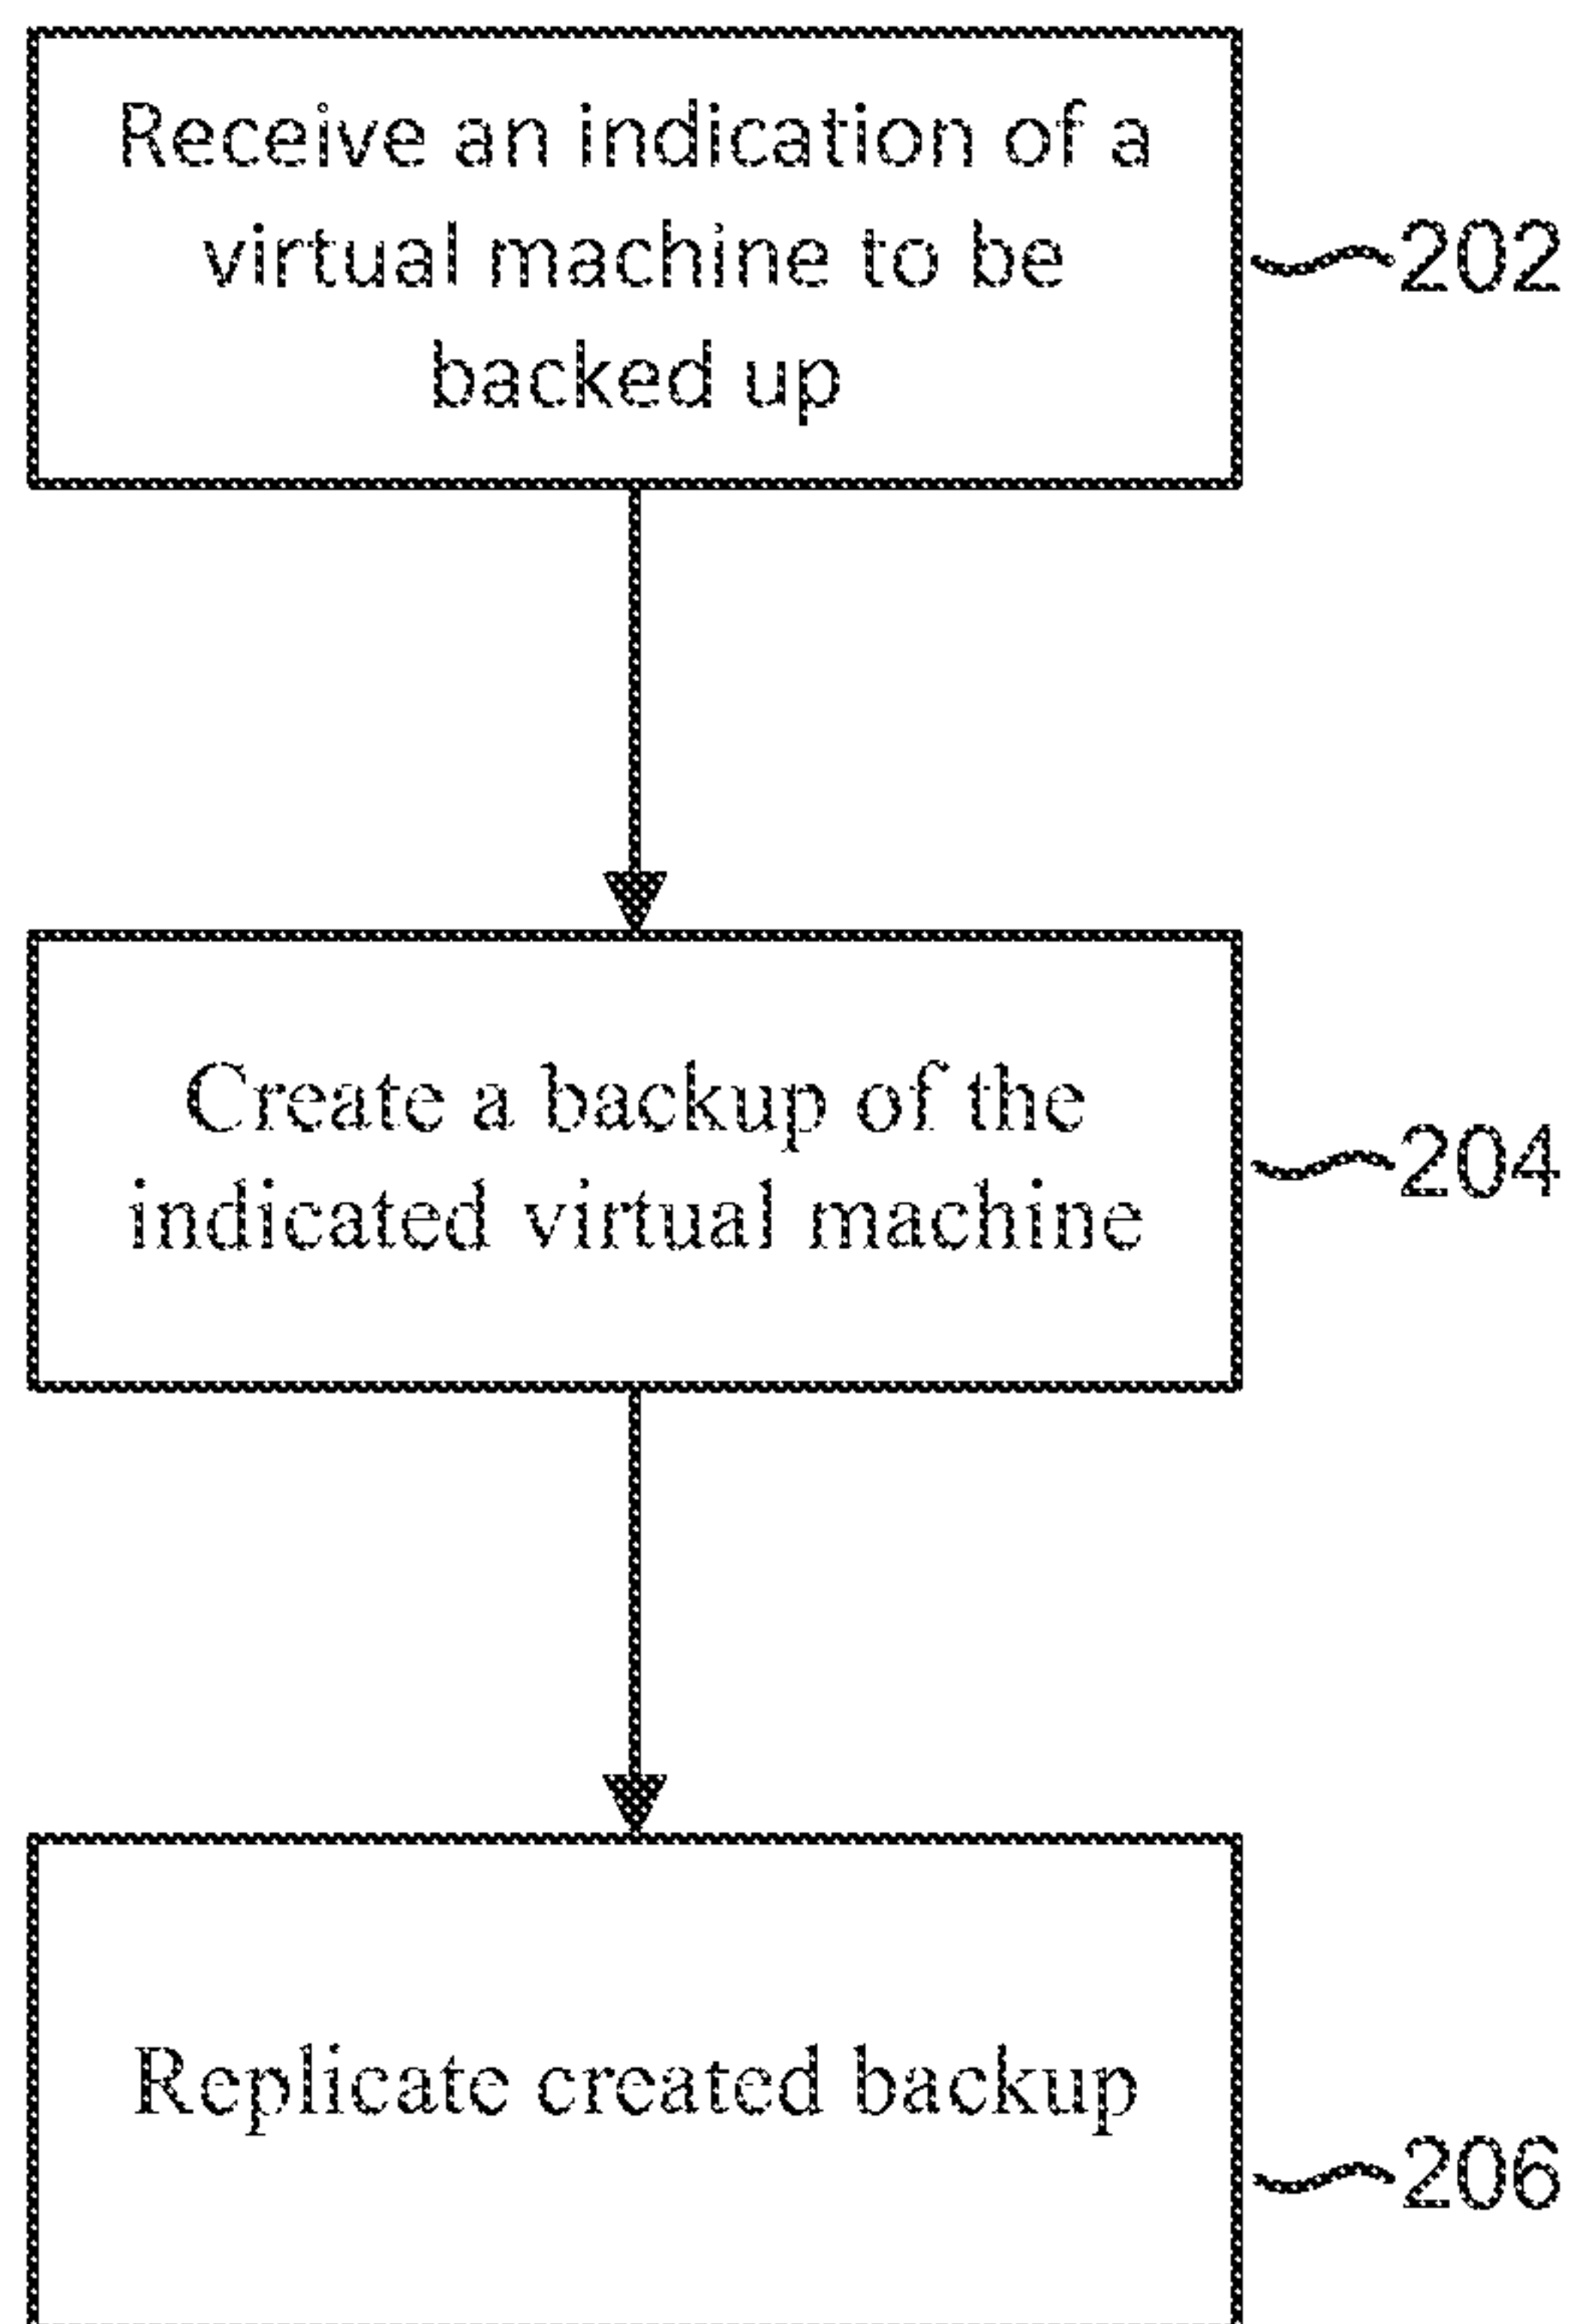 Receive an indication of a
virtual machine to be
backed up
202
Create a backup of the
indicated virtual machine
204
Replicate created backup
206